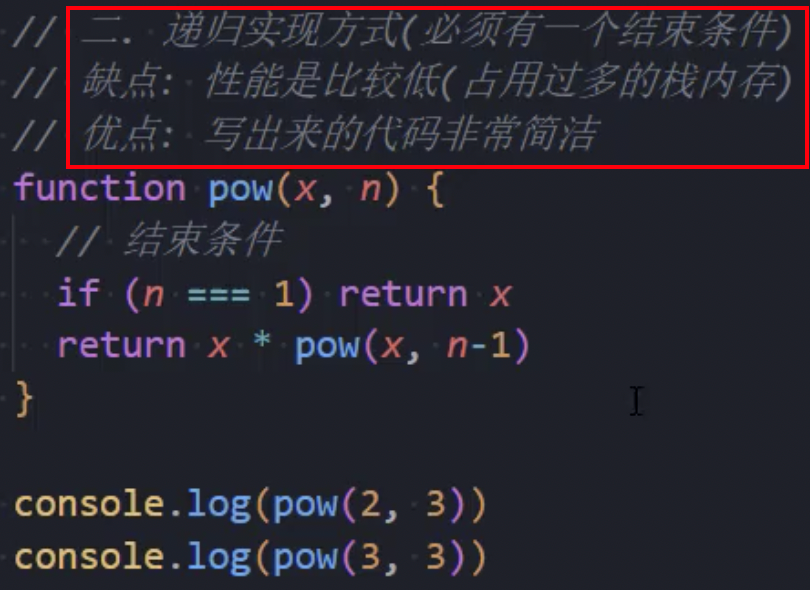 // 二. 递归实现方式(必须有一个结束条件)
// 缺点: 性能是比较低(占用过多的栈内存)
// 优点: 写出来的代码非常简洁
function pow(x, n) {
  // 结束条件
  if (n === 1) return x
  return x * pow(x, n-1)
}
console.log(pow(2, 3))
console.log(pow(3, 3))